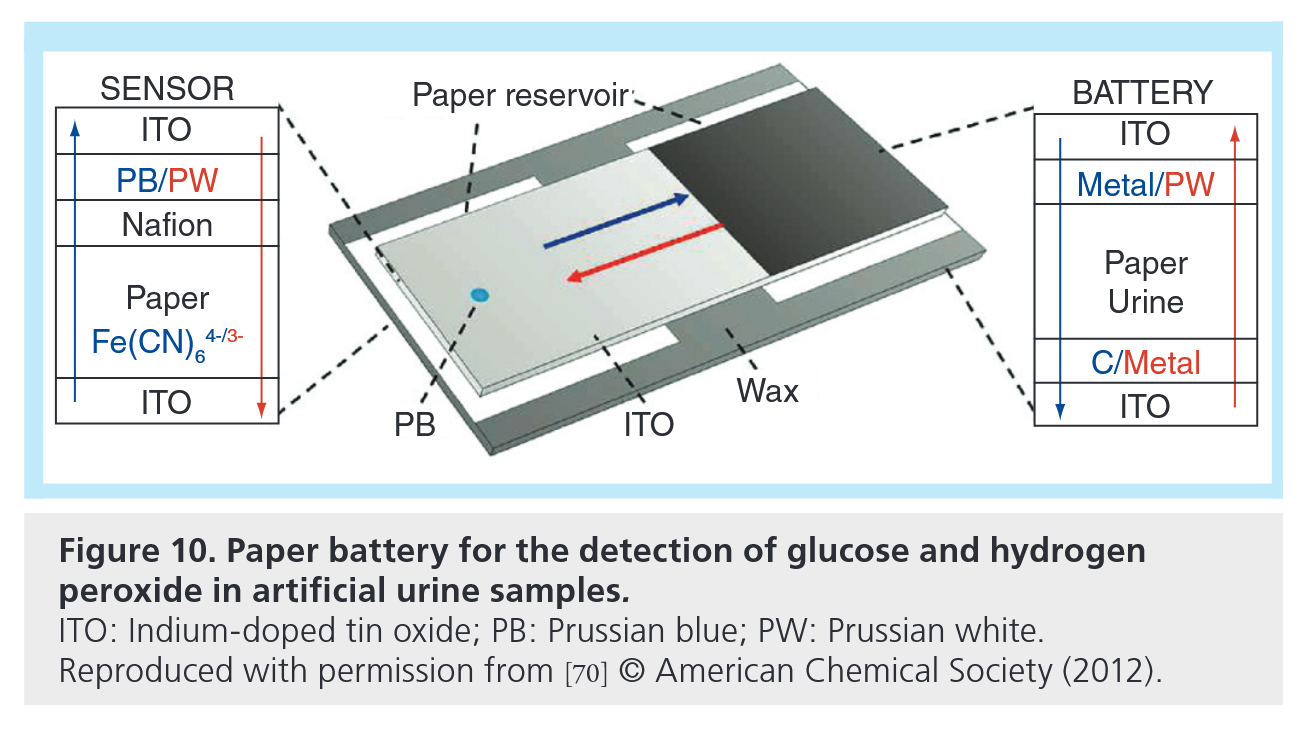 SENSOR
ITO
PB/PW
Nafion
Paper
Fe(CN)₆⁴⁻/³⁻
ITO
Paper reservoir
PB
ITO
Wax
BATTERY
ITO
Metal/PW
Paper
Urine
C/Metal
ITO
Figure 10. Paper battery for the detection of glucose and hydrogen
peroxide in artificial urine samples.
ITO: Indium-doped tin oxide; PB: Prussian blue; PW: Prussian white.
Reproduced with permission from [70] © American Chemical Society (2012).